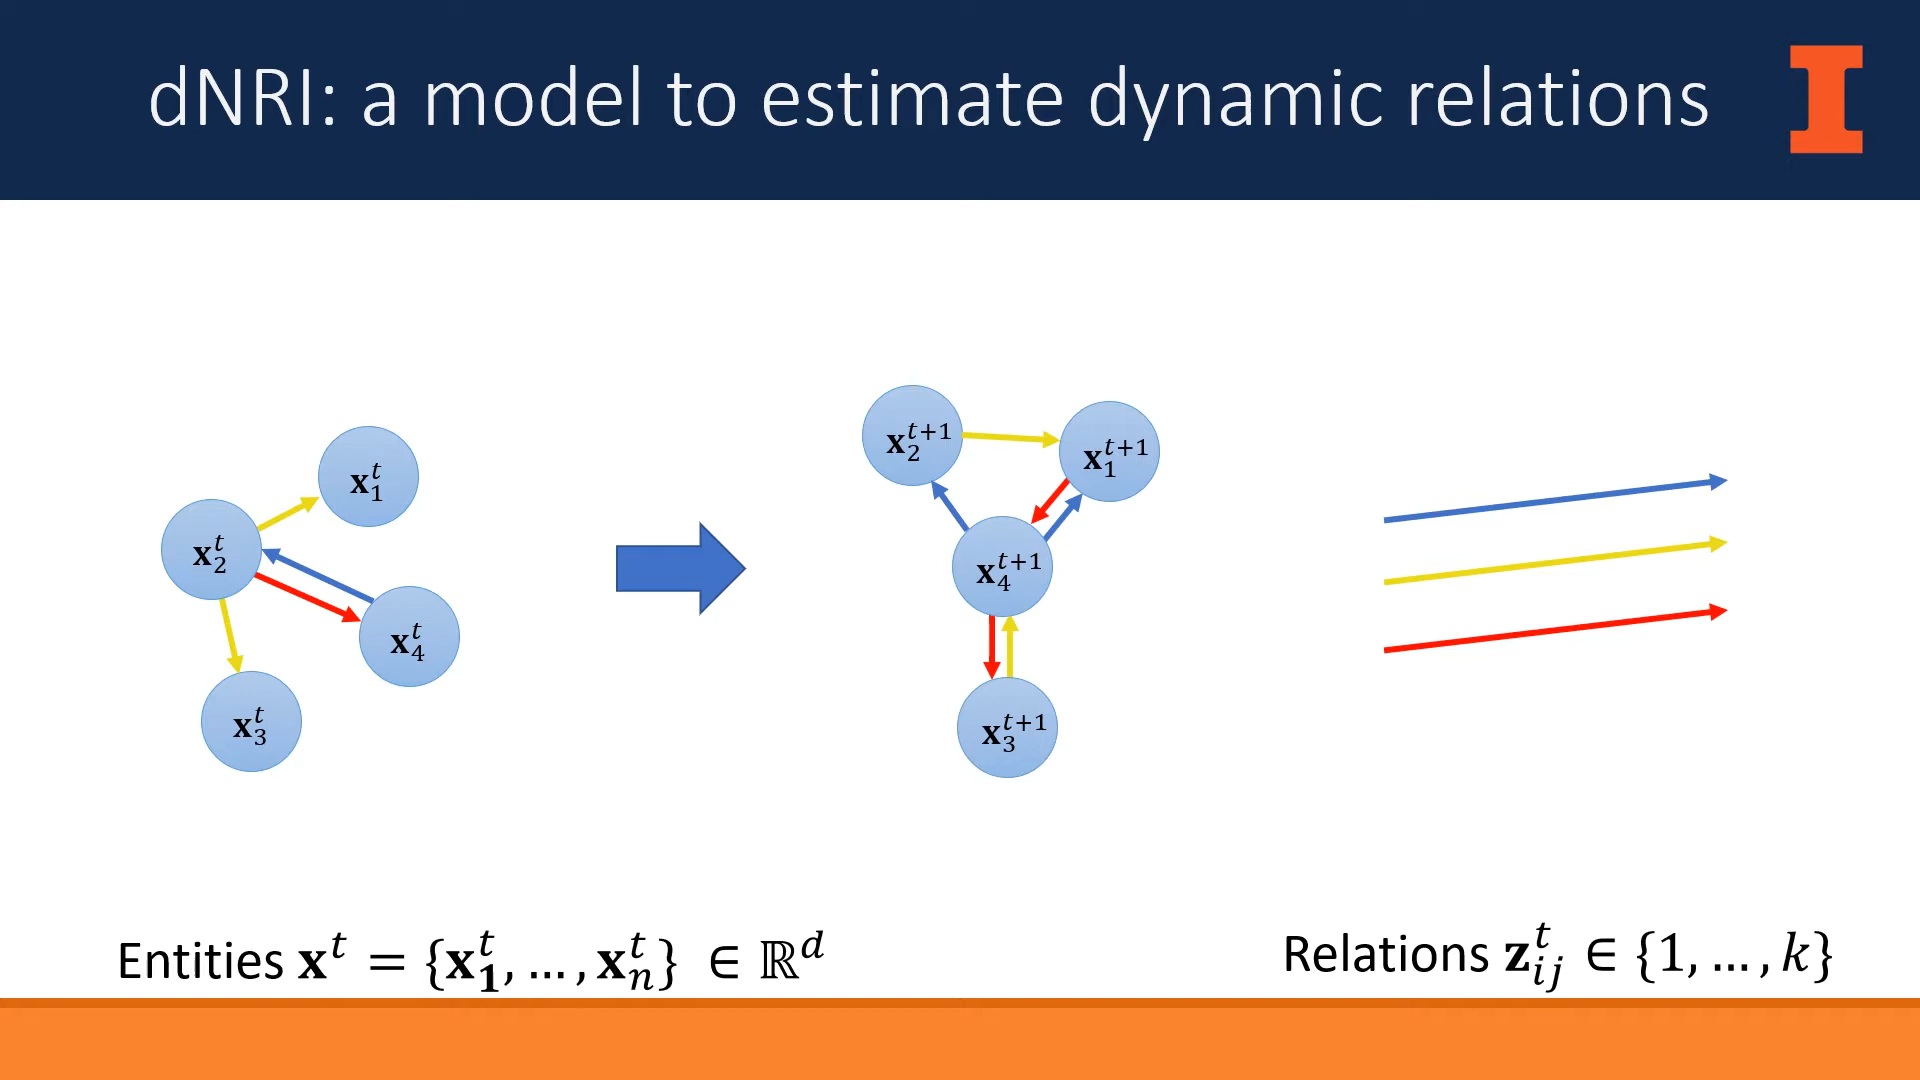 dNRI: a model to estimate dynamic relations
𝐱₁ᵗ
𝐱₂ᵗ
𝐱₄ᵗ
𝐱₃ᵗ
𝐱₂ᵗ⁺¹
𝐱₁ᵗ⁺¹
𝐱₄ᵗ⁺¹
𝐱₃ᵗ⁺¹
Entities 𝐱ᵗ = {𝐱₁ᵗ, … , 𝐱ₙᵗ} ∈ ℝᵈ
Relations 𝐳ᵢⱼᵗ ∈ {1, … , 𝑘}